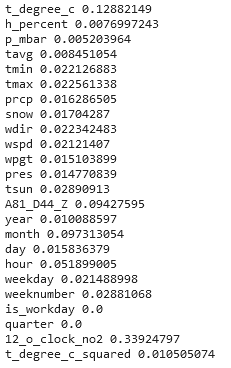 t_degree_c 0.12882149
h_percent 0.0076997243
p_mbar 0.005203964
tavg 0.008451054
tmin 0.022126883
tmax 0.022561338
prcp 0.016286505
snow 0.01704287
wdir 0.022342483
wspd 0.02121407
wpgt 0.015103899
pres 0.014770839
tsun 0.02890913
A81_D44_Z 0.09427595
year 0.010088597
month 0.097313054
day 0.015836379
hour 0.051899005
weekday 0.021488998
weeknumber 0.02881068
is_workday 0.0
quarter 0.0
12_o_clock_no2 0.33924797
t_degree_c_squared 0.010505074